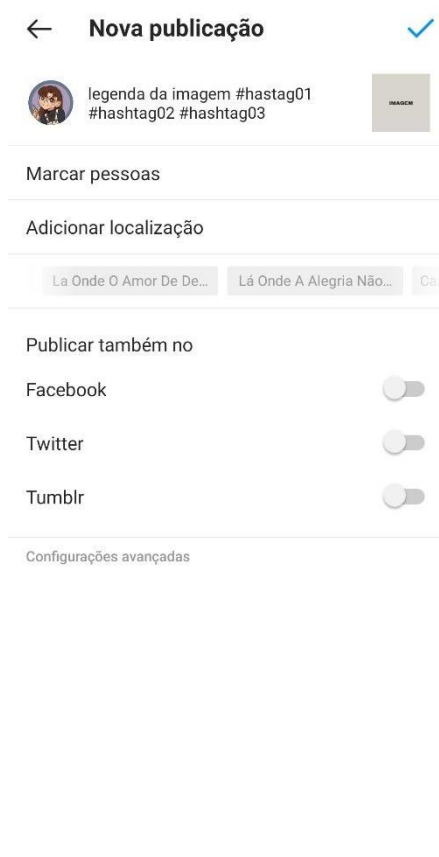 Nova publicação
legenda da imagem #hastag01
#hashtag02 #hashtag03
IMAGEM
Marcar pessoas
Adicionar localização
La Onde O Amor De De... Lá Onde A Alegria Não... Ca
Publicar também no
Facebook
Twitter
Tumblr
Configurações avançadas